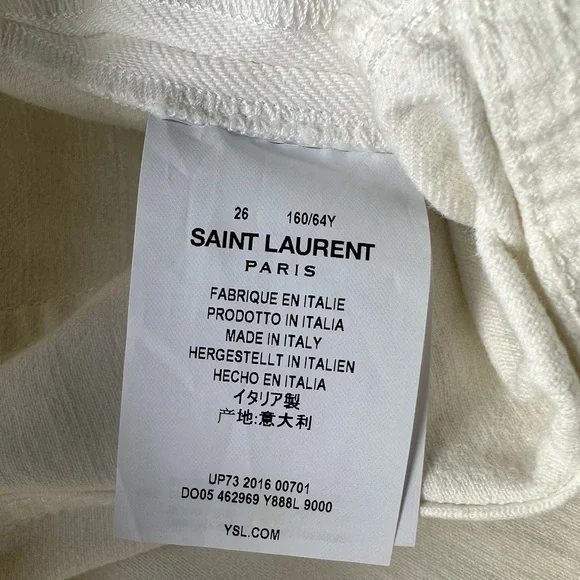 26 160/64Y
SAINT LAURENT
PARIS
FABRIQUE EN ITALIE
PRODOTTO IN ITALIA
MADE IN ITALY
HERGESTELLT IN ITALIEN
HECHO EN ITALIA
イタリア製
产地:意大利
UP73 2016 00701
DO05 462969 Y888L 9000
YSL.COM